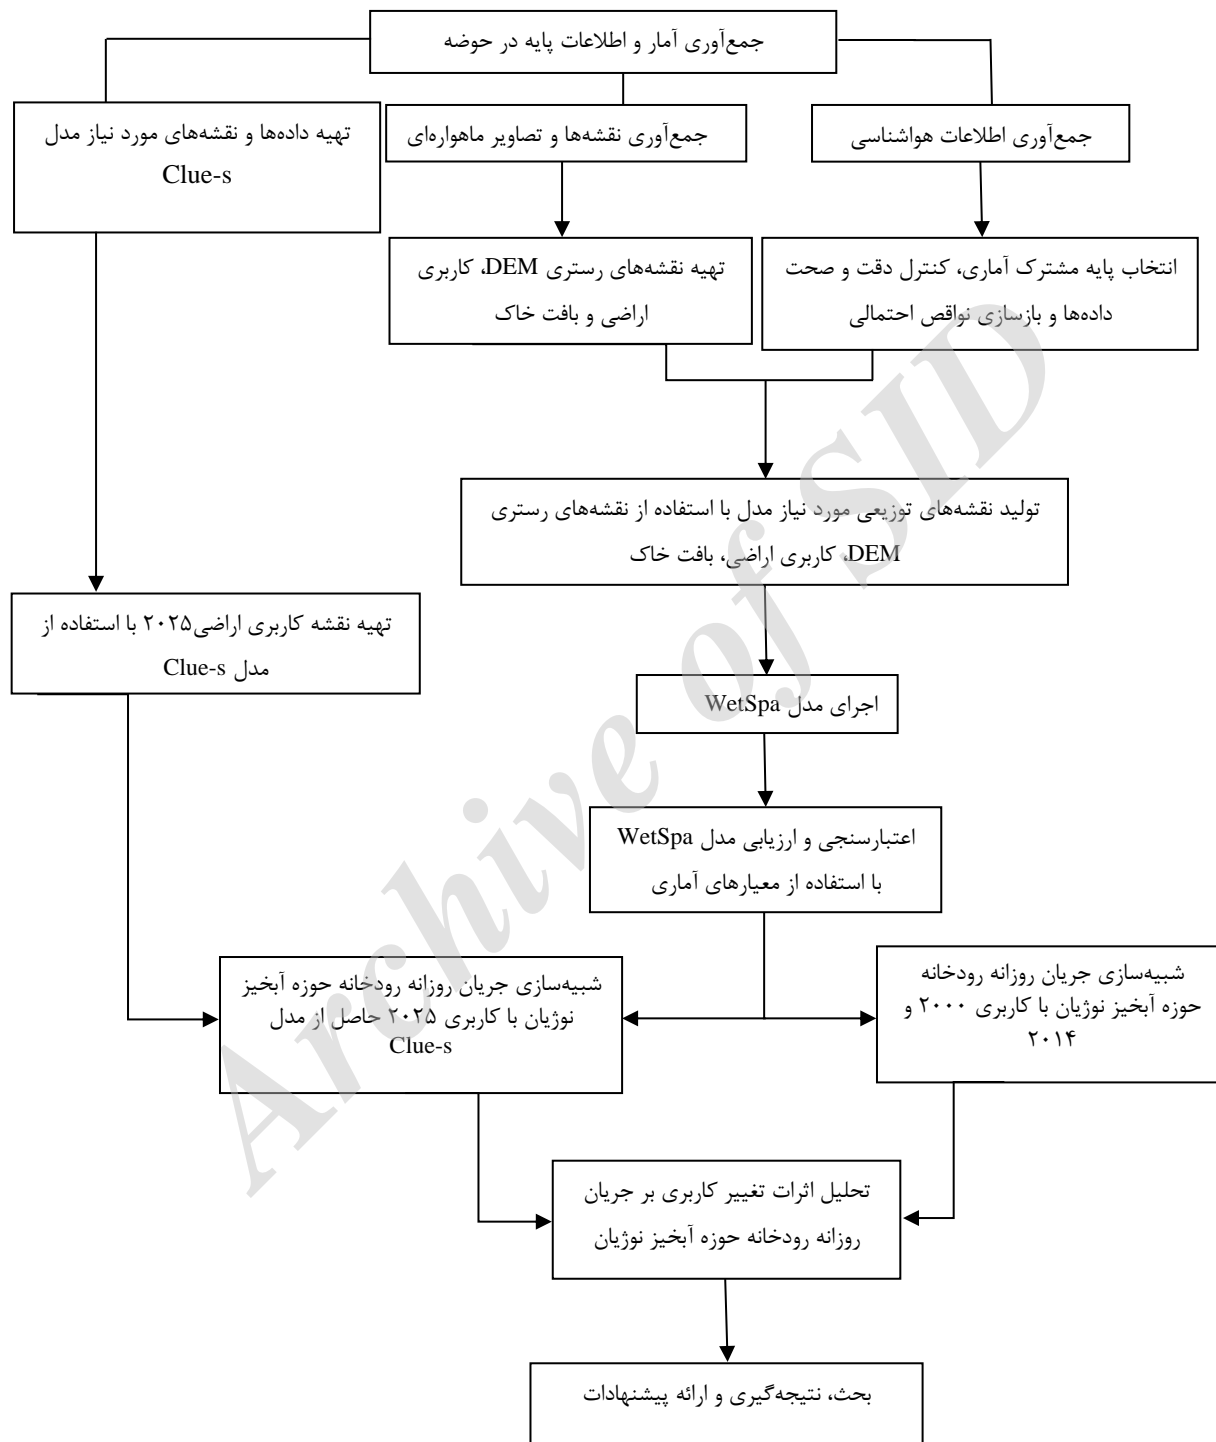 جمع‌آوری آمار و اطلاعات پایه در حوضه
جمع‌آوری اطلاعات هواشناسی
جمع‌آوری نقشه‌ها و تصاویر ماهواره‌ای
تهیه داده‌ها و نقشه‌های مورد نیاز مدل
Clue-s
انتخاب پایه مشترک آماری، کنترل دقت و صحت
داده‌ها و بازسازی نواقص احتمالی
تهیه نقشه‌های رستری DEM، کاربری
اراضی و بافت خاک
تولید نقشه‌های توزیعی مورد نیاز مدل با استفاده از نقشه‌های رستری
DEM، کاربری اراضی، بافت خاک
تهیه نقشه کاربری اراضی۲۰۲۵ با استفاده از
مدل Clue-s
اجرای مدل WetSpa
اعتبارسنجی و ارزیابی مدل WetSpa
با استفاده از معیارهای آماری
شبیه‌سازی جریان روزانه رودخانه
حوزه آبخیز نوژیان با کاربری ۲۰۰۰ و
۲۰۱۴
شبیه‌سازی جریان روزانه رودخانه حوزه آبخیز
نوژیان با کاربری ۲۰۲۵ حاصل از مدل
Clue-s
تحلیل اثرات تغییر کاربری بر جریان
روزانه رودخانه حوزه آبخیز نوژیان
بحث، نتیجه‌گیری و ارائه پیشنهادات
Archive of SID